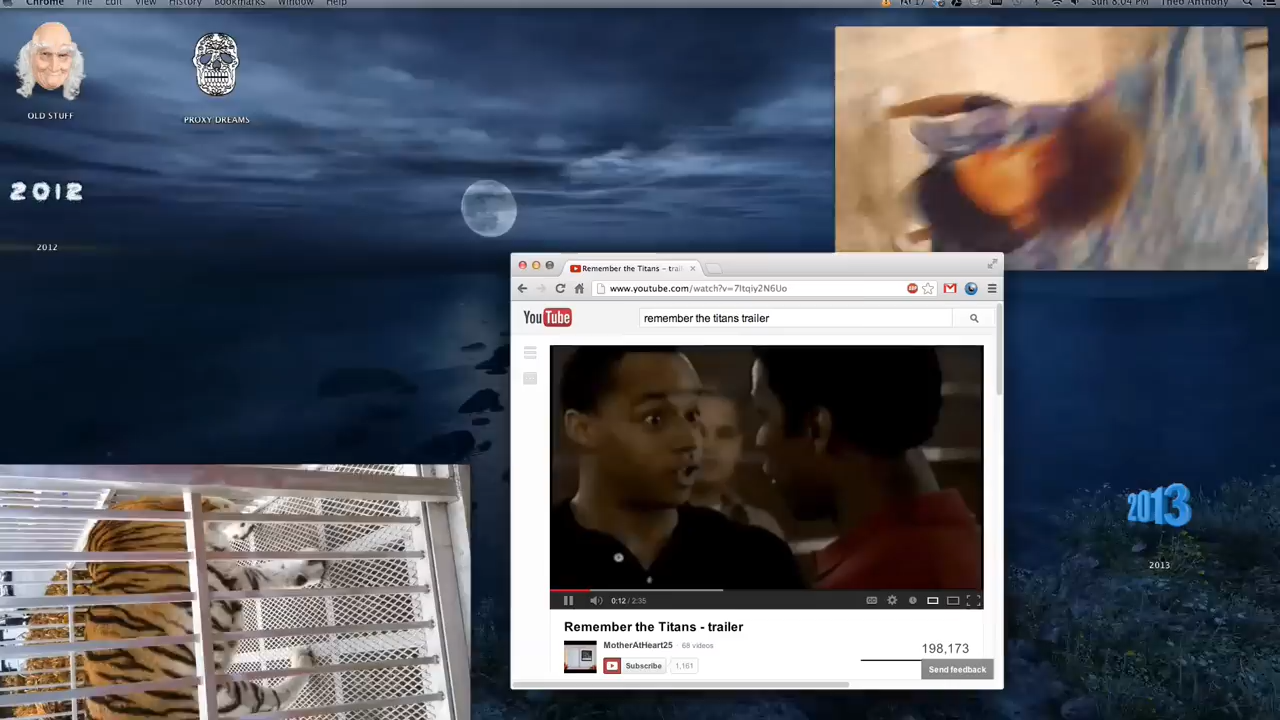 Chrome File Edit View History Bookmarks Window Help
Sun 8:04 PM Theo Anthony
OLD STUFF
PROXY DREAMS
2012
2012
Remember the Titans – trail
www.youtube.com/watch?v=7Itqiy2N6Uo
YouTube
remember the titans trailer
0:12 / 2:35
Remember the Titans - trailer
MotherAtHeart25 68 videos
Subscribe 1,161
198,173
Send feedback
2013
2013